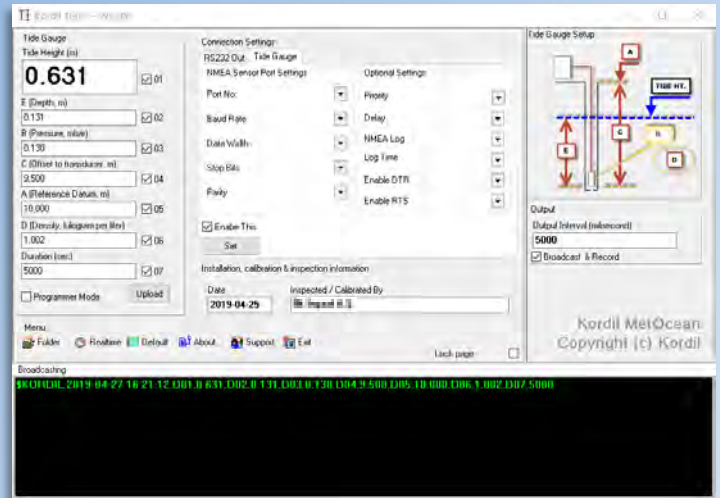 Tide Gauge
Tide Height (m)
0.631
01
E (Depth, m)
0.131
02
B (Pressure, mbar)
0.130
03
C (Offset to transducer, m)
9.500
04
A (Reference Datum, m)
10.000
05
D (Density, kilogram per liter)
1.002
06
Duration (sec)
5000
07
Programmer Mode
Upload
Connection Settings
RS232 Out
Tide Gauge
NMEA Sensor Port Settings
Port No:
Baud Rate
Data Width
Stop Bits
Parity
Enable This
Set
Optional Settings
Priority
Delay
NMEA Log
Log Time
Enable DTR
Enable RTS
Installation, calibration & inspection information
Date
2019-04-25
Inspected / Calibrated By
Tide Gauge Setup
A
TIDE HT.
C
B
E
D
Output
Output Interval (milisecond)
5000
Broadcast & Record
Kordil MetOcean
Copyright (c) Kordil
Menu
Folder
Realtime
Default
About
Support
Exit
Lock page
Broadcasting
$KORDIL,2019-04-27 16:21:12,D01,0.631,D02,0.131,D03,0.130,D04,9.500,D05,10.000,D06,1.002,D07,5000